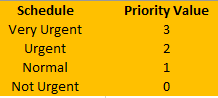 Schedule Priority Value
Very Urgent 3
Urgent 2
Normal 1
Not Urgent 0